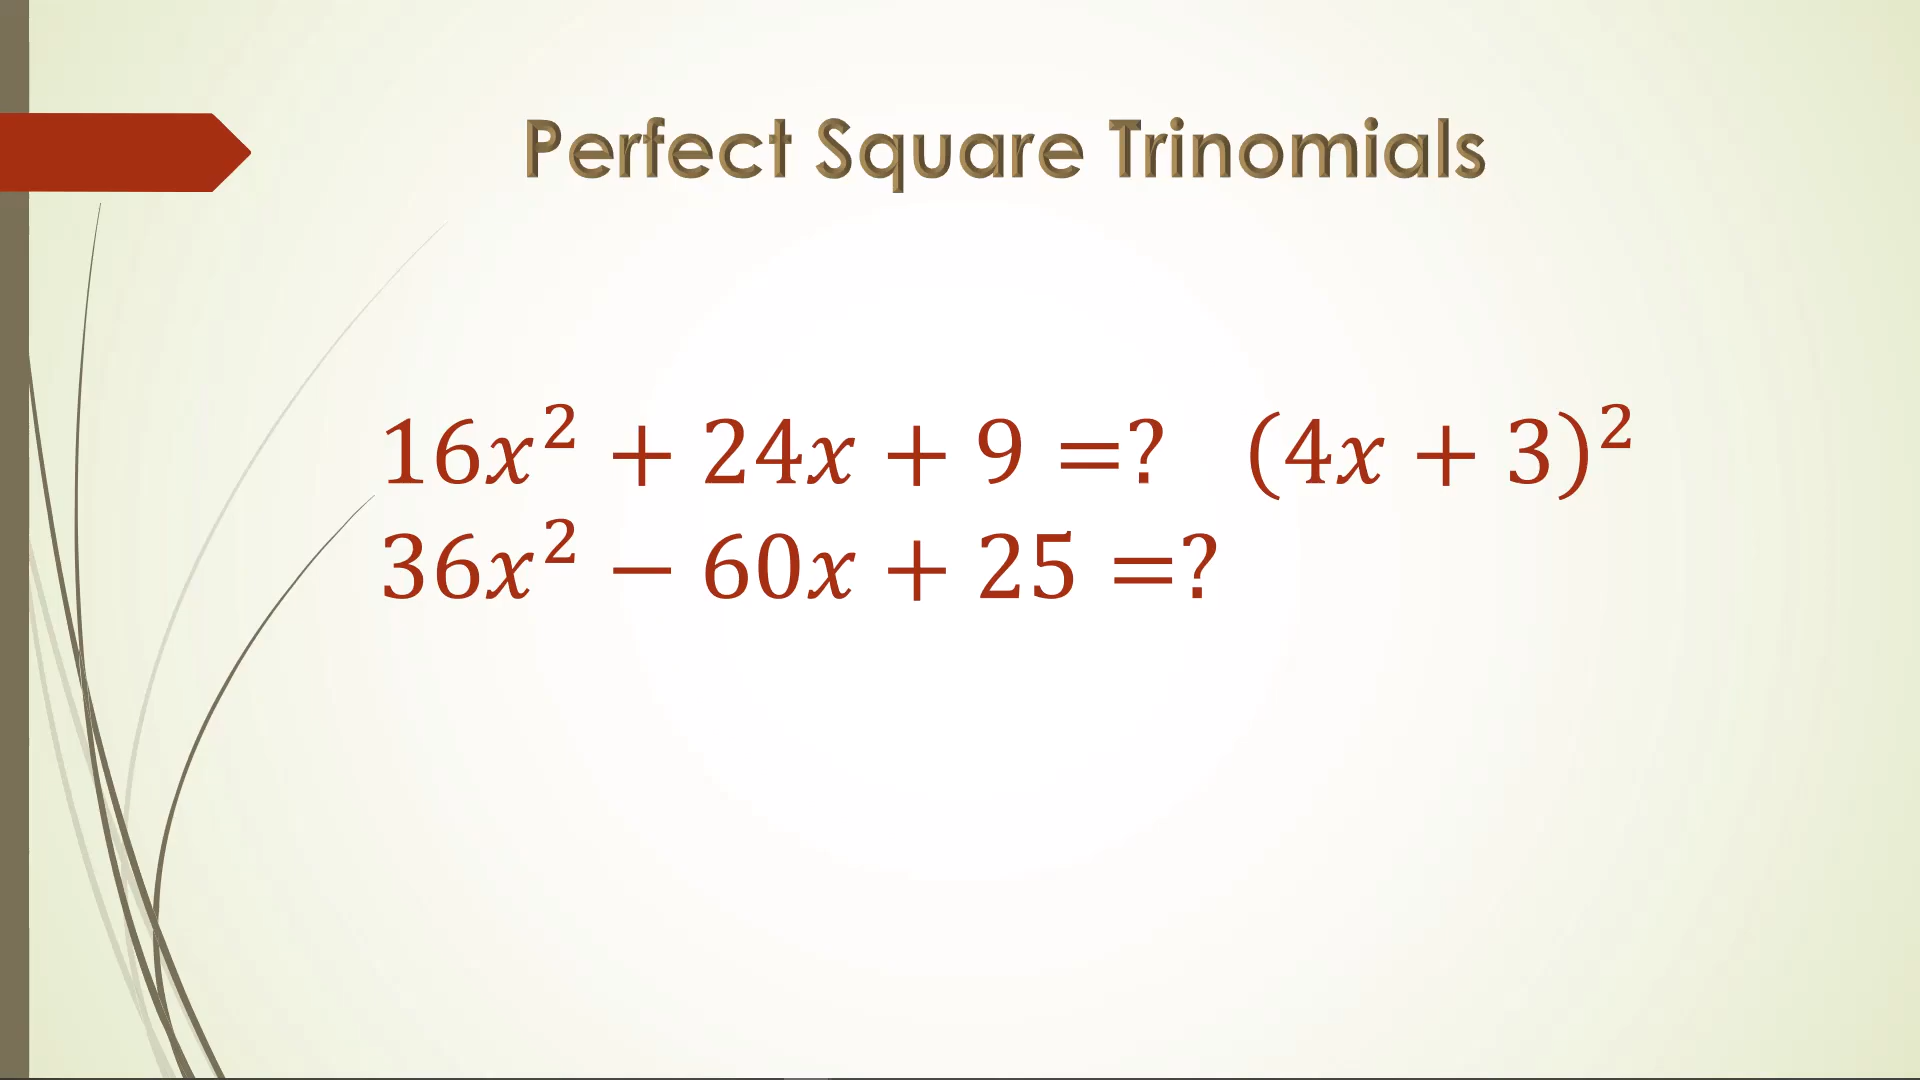 Perfect Square Trinomials
16x² + 24x + 9 =? (4x + 3)²
36x² − 60x + 25 =?